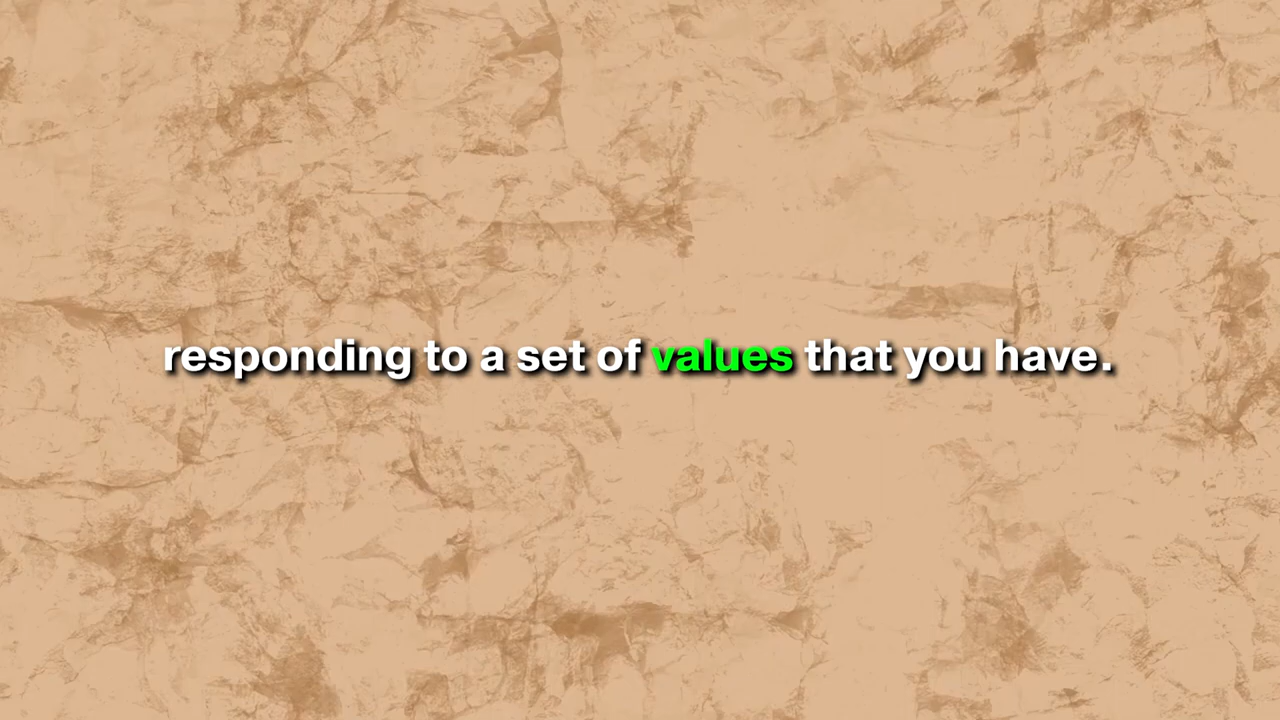 responding to a set of values that you have.